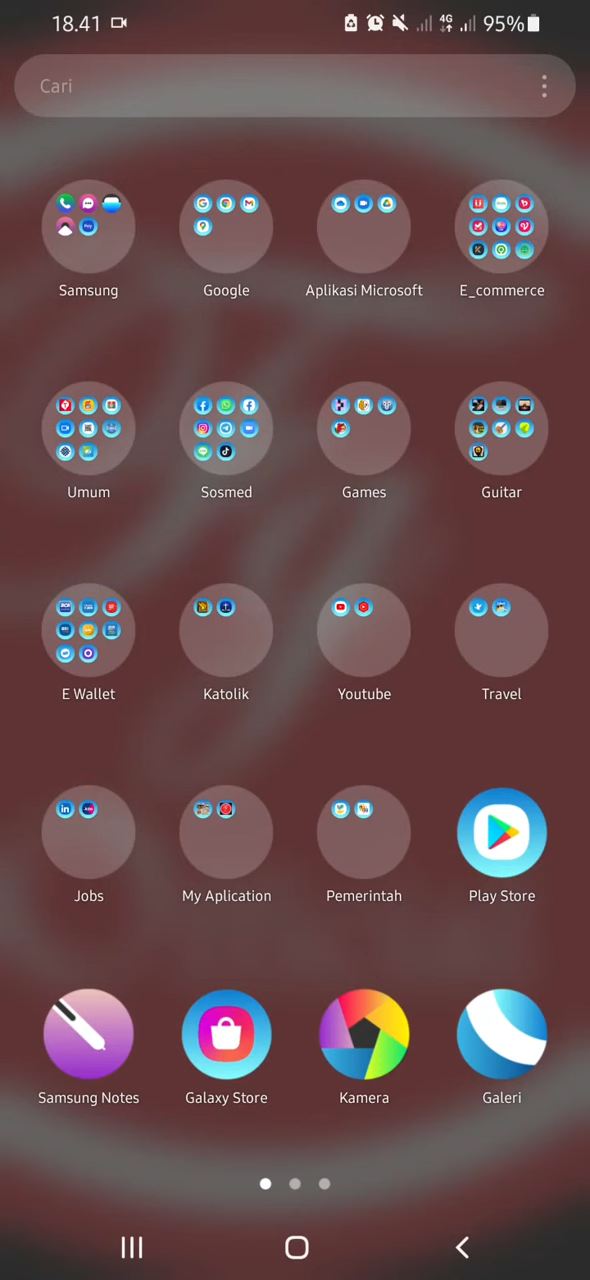 18.41
4G
95%
Cari
Samsung
Google
Aplikasi Microsoft
E_commerce
Umum
Sosmed
Games
Guitar
E Wallet
Katolik
Youtube
Travel
Jobs
My Aplication
Pemerintah
Play Store
Samsung Notes
Galaxy Store
Kamera
Galeri